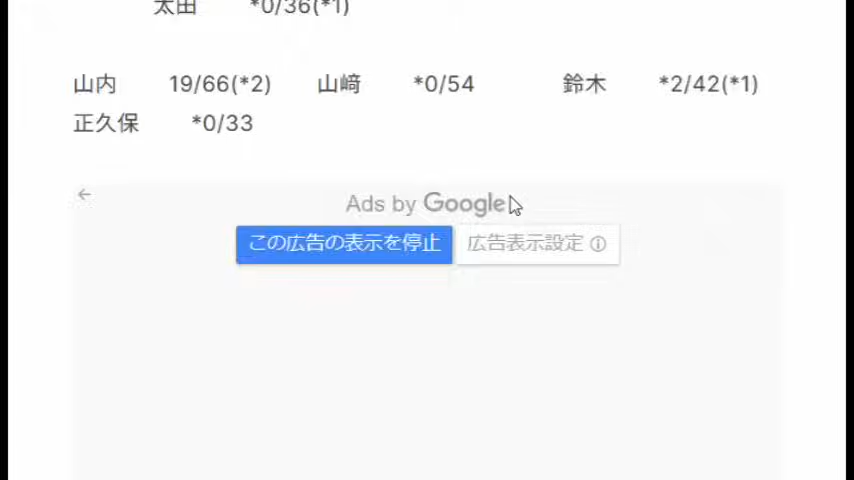 太田 *0/36(*1)
山内 19/66(*2) 山﨑 *0/54 鈴木 *2/42(*1)
正久保 *0/33
Ads by Google
この広告の表示を停止 広告表示設定